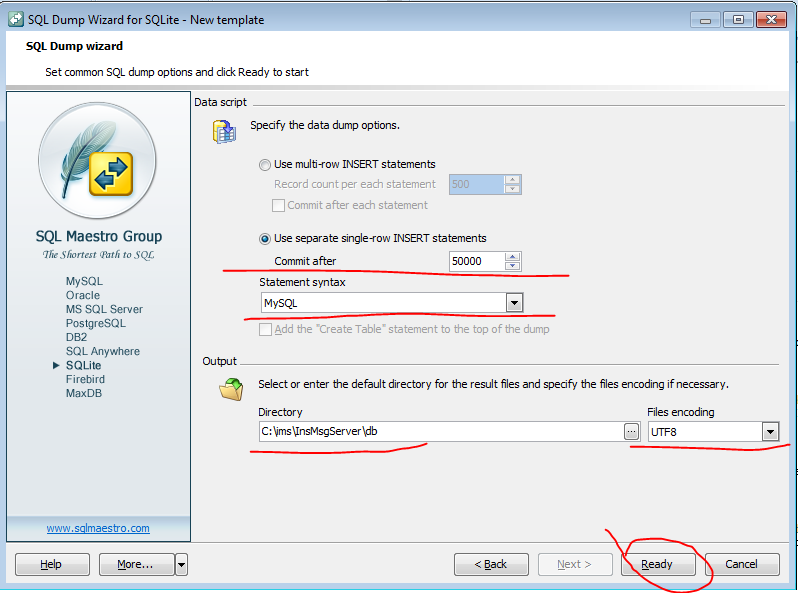 SQL Dump Wizard for SQLite - New template
SQL Dump wizard
Set common SQL dump options and click Ready to start
SQL Maestro Group
The Shortest Path to SQL
MySQL
Oracle
MS SQL Server
PostgreSQL
DB2
SQL Anywhere
SQLite
Firebird
MaxDB
www.sqlmaestro.com
Data script
Specify the data dump options.
Use multi-row INSERT statements
Record count per each statement 500
Commit after each statement
Use separate single-row INSERT statements
Commit after 50000
Statement syntax
MySQL
Add the "Create Table" statement to the top of the dump
Output
Select or enter the default directory for the result files and specify the files encoding if necessary.
Directory Files encoding
C:\ims\InsMsgServer\db ... UTF8
Help More... < Back Next > Ready Cancel